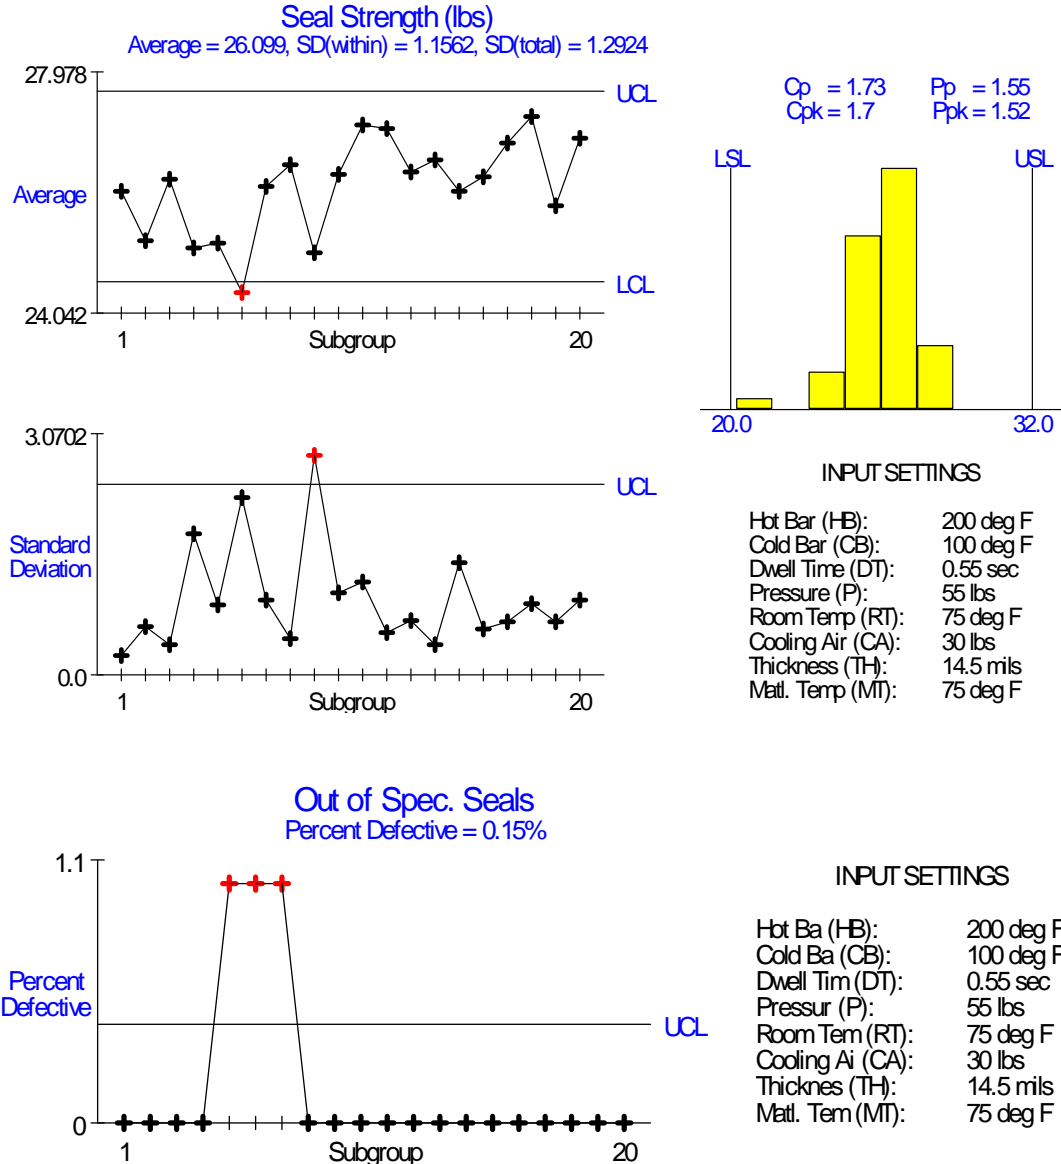 Seal Strength (lbs)
Average = 26.099, SD(within) = 1.1562, SD(total) = 1.2924
27.978
UCL
Average
LCL
24.042
1
Subgroup
20
Cp = 1.73
Pp = 1.55
Cpk = 1.7
Ppk = 1.52
LSL
USL
20.0
32.0
3.0702
UCL
Standard
Deviation
0.0
1
Subgroup
20
INPUT SETTINGS
Hot Bar (HB): 200 deg F
Cold Bar (CB): 100 deg F
Dwell Time (DT): 0.55 sec
Pressure (P): 55 lbs
Room Temp (RT): 75 deg F
Cooling Air (CA): 30 lbs
Thickness (TH): 14.5 mils
Matl. Temp (MT): 75 deg F
Out of Spec. Seals
Percent Defective = 0.15%
1.1
Percent
Defective
UCL
0
1
Subgroup
20
INPUT SETTINGS
Hot Ba (HB): 200 deg F
Cold Ba (CB): 100 deg F
Dwell Tim (DT): 0.55 sec
Pressur (P): 55 lbs
Room Tem (RT): 75 deg F
Cooling Ai (CA): 30 lbs
Thicknes (TH): 14.5 mils
Matl. Tem (MT): 75 deg F